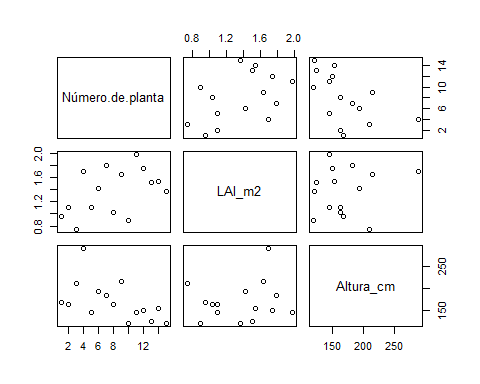 0.8 1.2 1.6 2.0
Número.de.planta
2 6 10 14
0.8 1.2 1.6 2.0
LAI_m2
Altura_cm
150 250
2 4 6 8 12
150 200 250